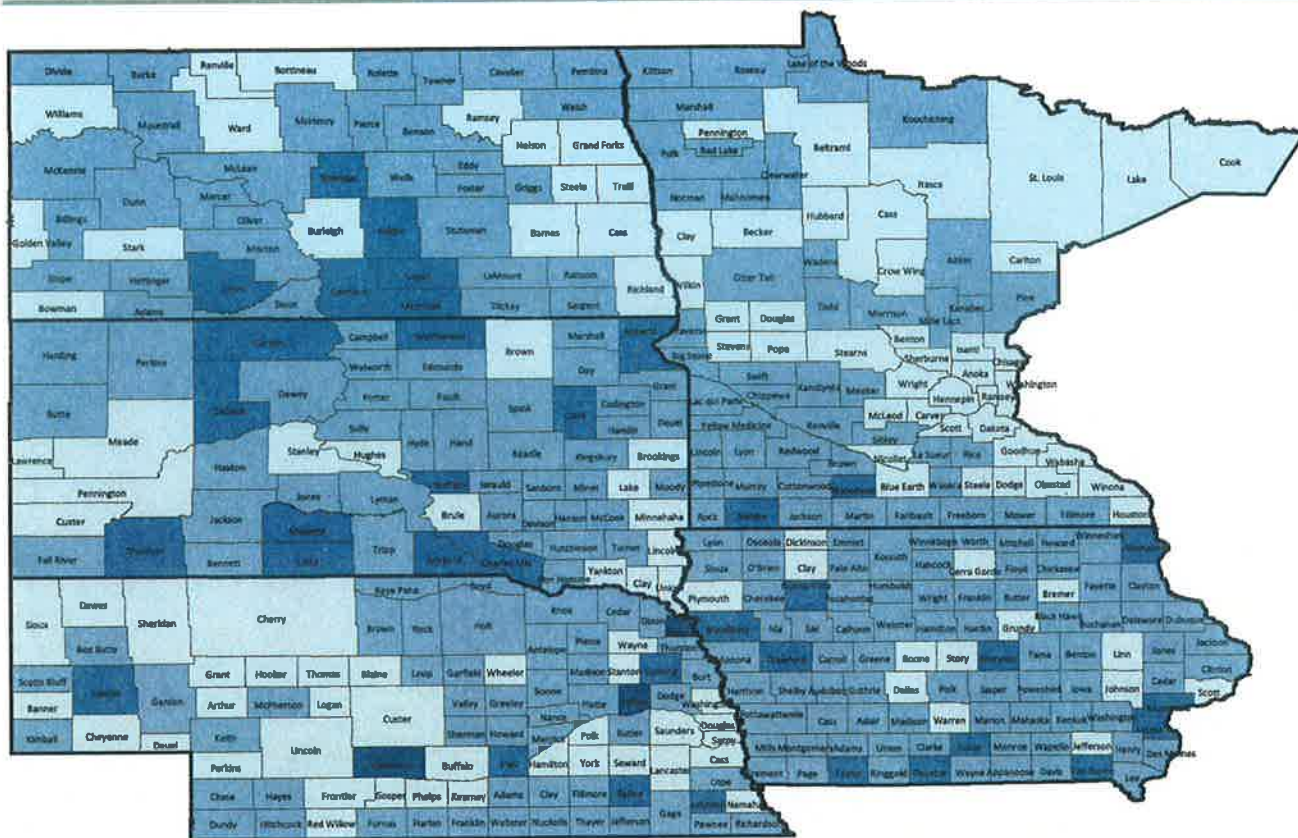 Divide Burke Renville Bottineau Rolette Towner Cavalier Pembina Kittson Roseau Lake of the Woods
Williams Mountrail Ward McHenry Pierce Benson Ramsey Walsh Marshall Pennington Koochiching
Nelson Grand Forks Polk Red Lake Beltrami St. Louis Lake Cook
McKenzie Dunn McLean Wells Eddy Foster Griggs Steele Traill Norman Mahnomen Clearwater Itasca
Golden Valley Billings Stark Mercer Oliver Morton Burleigh Stutsman Barnes Cass Clay Becker Hubbard Cass
Slope Hettinger LaMoure Ransom Richland Wilkin Otter Tail Wadena Crow Wing Aitkin Carlton
Bowman Adams Sioux Dickey Sargent Grant Douglas Todd Morrison Kanabec Pine
Harding Perkins Campbell Brown Marshall Stevens Pope Stearns Benton
Walworth Edmunds Day Big Stone Sherburne Isanti Chisago
Butte Dewey Potter Faulk Spink Codington Grant Swift Chippewa Kandiyohi Meeker Wright Anoka Washington
Meade Sully Hyde Hand Hamlin Deuel Lac qui Parle Renville McLeod Carver Hennepin Ramsey
Lawrence Haakon Stanley Hughes Beadle Kingsbury Brookings Yellow Medicine Sibley Scott Dakota
Pennington Jones Lyman Jerauld Sanborn Miner Lake Moody Lincoln Lyon Redwood Brown Nicollet Le Sueur Rice Goodhue Wabasha
Custer Jackson Brule Aurora Davison Hanson McCook Minnehaha Pipestone Murray Cottonwood Blue Earth Waseca Steele Dodge Olmsted Winona
Fall River Bennett Tripp Douglas Hutchinson Turner Lincoln Rock Jackson Martin Faribault Freeborn Mower Fillmore Houston
Charles Mix Yankton Clay Union Lyon Osceola Dickinson Emmet Winnebago Worth Mitchell Howard Winneshiek
Sioux O'Brien Clay Palo Alto Kossuth Hancock Cerro Gordo Floyd Chickasaw
Sioux Dawes Sheridan Cherry Keya Paha Boyd Knox Cedar Plymouth Cherokee Pocahontas Humboldt Wright Franklin Butler Bremer Fayette Clayton
Box Butte Brown Rock Holt Antelope Pierce Wayne Thurston Ida Sac Calhoun Webster Hamilton Hardin Grundy Black Hawk Buchanan Delaware Dubuque
Scotts Bluff Grant Hooker Thomas Blaine Loup Garfield Wheeler Madison Stanton Burt Monona Carroll Greene Boone Story Tama Benton Linn Jones Jackson
Banner Garden Arthur McPherson Logan Custer Valley Greeley Boone Platte Dodge Washington Harrison Shelby Audubon Guthrie Dallas Polk Jasper Poweshiek Iowa Johnson Cedar Clinton Scott
Kimball Cheyenne Deuel Keith Lincoln Sherman Howard Nance Merrick Polk Butler Saunders Douglas Sarpy Pottawattamie Cass Adair Madison Warren Marion Mahaska Keokuk Washington
Perkins Buffalo Hamilton York Seward Lancaster Cass Otoe Mills Montgomery Adams Union Clarke Monroe Wapello Jefferson Henry Des Moines
Chase Hayes Frontier Gosper Phelps Kearney Adams Clay Fillmore Gage Nemaha Page Ringgold Wayne Appanoose Davis Lee
Dundy Hitchcock Red Willow Furnas Harlan Franklin Webster Nuckolls Thayer Jefferson Pawnee Richardson